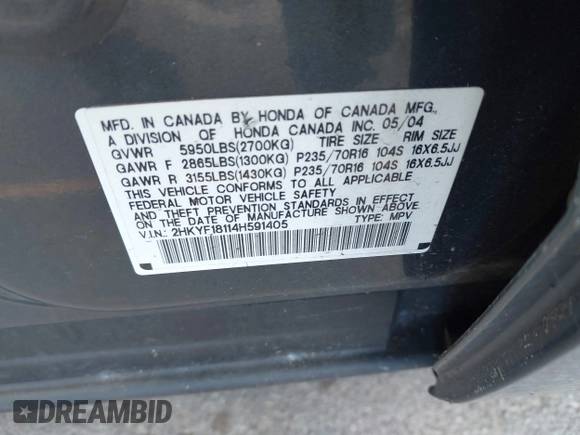 MFD. IN CANADA BY HONDA OF CANADA MFG.,
A DIVISION OF HONDA CANADA INC. 05/04
GVWR 5950LBS(2700KG) TIRE SIZE RIM SIZE
GAWR F 2865LBS(1300KG) P235/70R16 104S 16X6.5JJ
GAWR R 3155LBS(1430KG) P235/70R16 104S 16X6.5JJ
THIS VEHICLE CONFORMS TO ALL APPLICABLE
FEDERAL MOTOR VEHICLE SAFETY
AND THEFT PREVENTION STANDARDS IN EFFECT
ON THE DATE OF MANUFACTURE SHOWN ABOVE.
V.I.N.: 2HKYF18114H591405 TYPE: MPV
DREAMBID